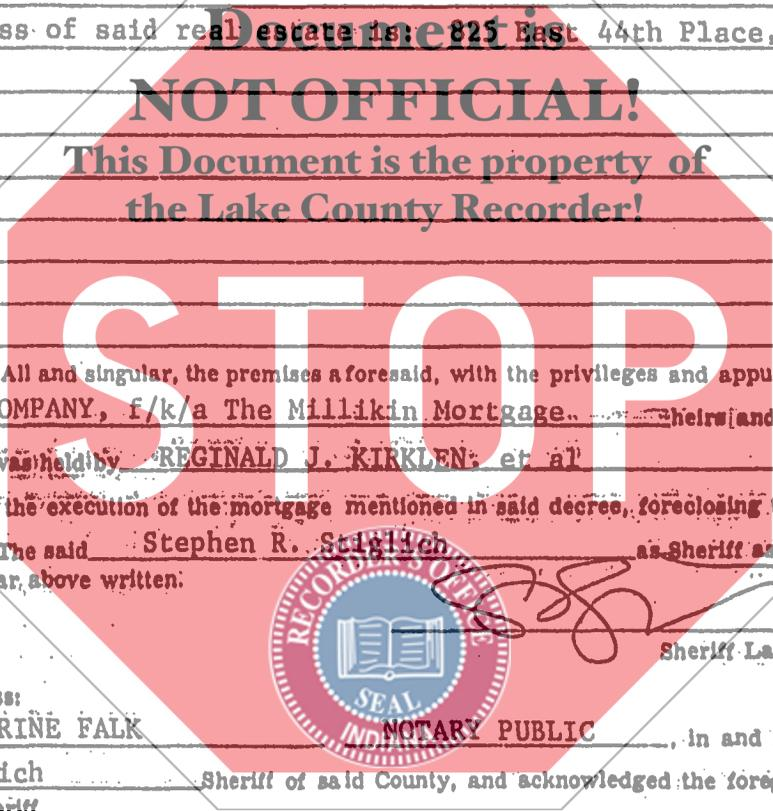 ss of said real estate is: 825 East 44th Place,
Document is
NOT OFFICIAL!
This Document is the property of
the Lake County Recorder!
STOP
All and singular, the premises aforesaid, with the privileges and appu
OMPANY, f/k/a The Millikin Mortgage heirs and
was held by REGINALD J. KIRKLEN: et al
the execution of the mortgage mentioned in said decree, foreclosing
The said Stephen R. Stiglich as Sheriff as
ar above written:
Sheriff La
RECORDER'S OFFICE
SEAL
INDIANA
ss:
RINE FALK NOTARY PUBLIC , in and
ich Sheriff of said County, and acknowledged the fore
eriff